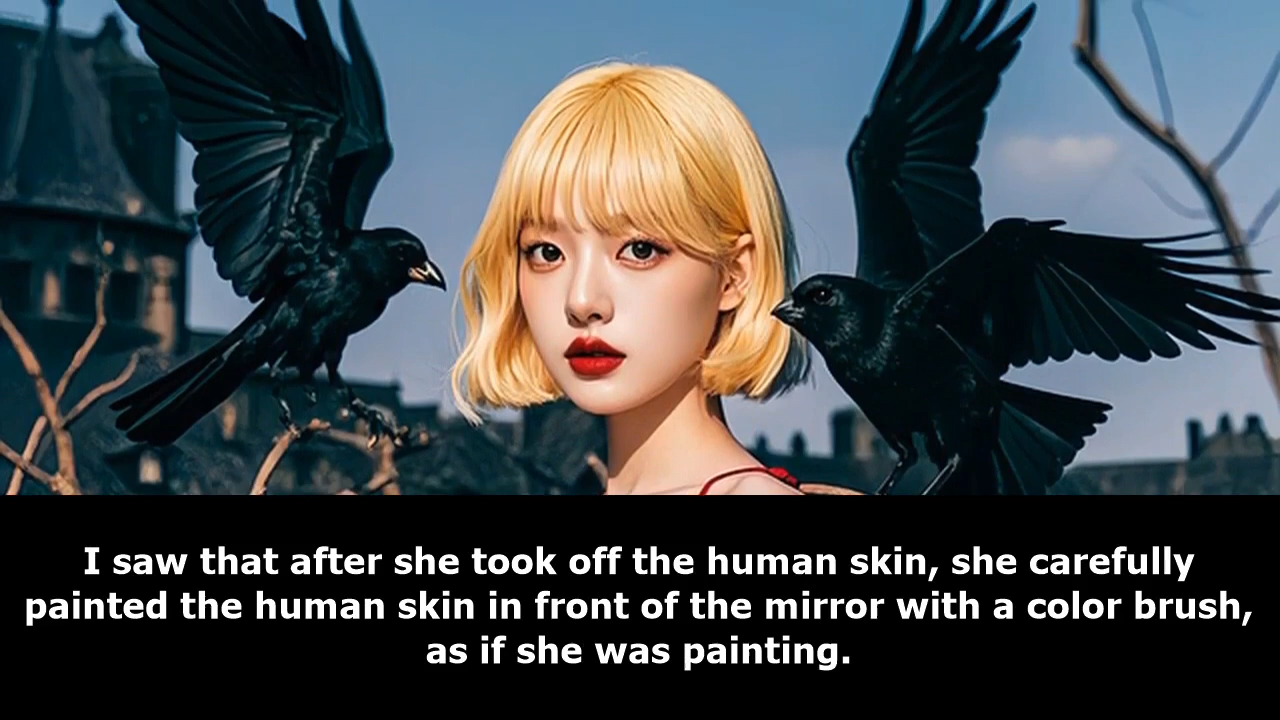 I saw that after she took off the human skin, she carefully
painted the human skin in front of the mirror with a color brush,
as if she was painting.